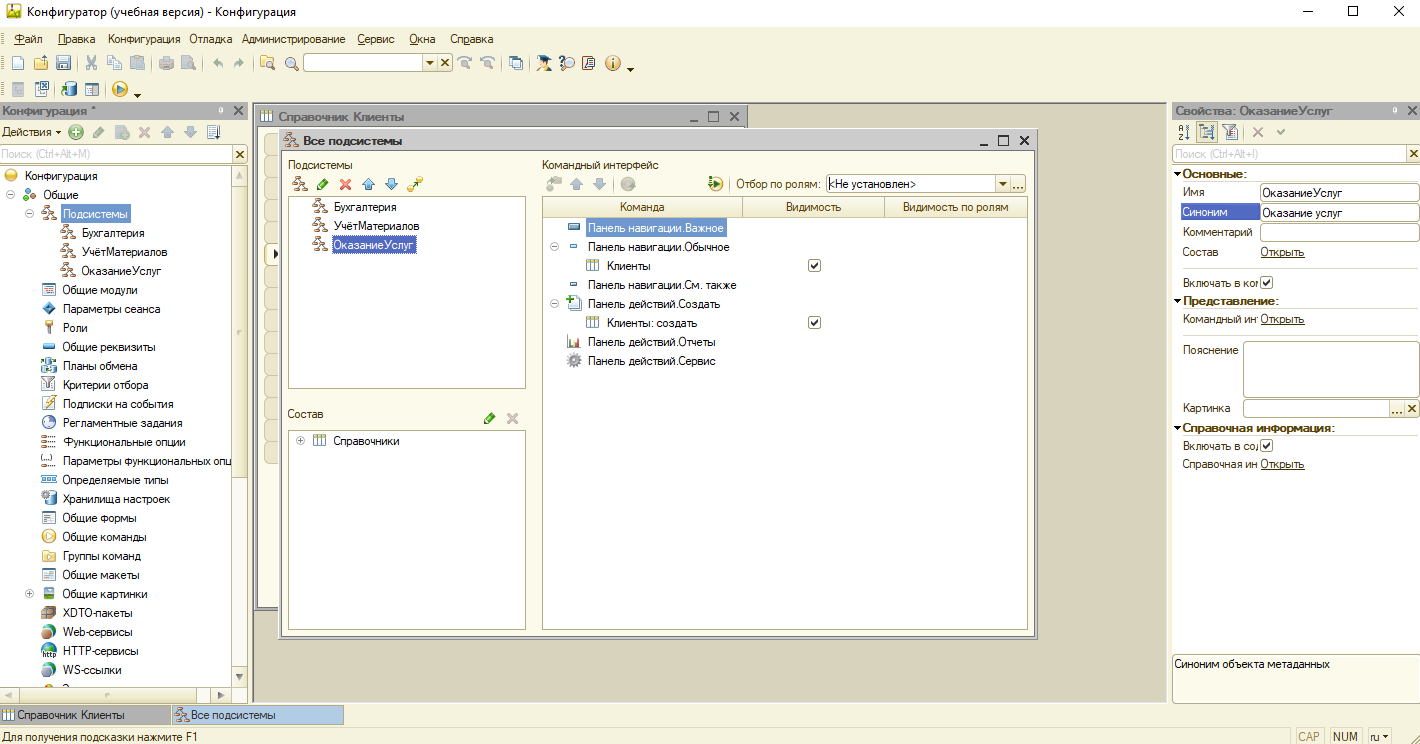 Конфигуратор (учебная версия) - Конфигурация
Файл Правка Конфигурация Отладка Администрирование Сервис Окна Справка
Конфигурация *
Действия
Поиск (Ctrl+Alt+M)
Конфигурация
Общие
Подсистемы
Бухгалтерия
УчётМатериалов
ОказаниеУслуг
Общие модули
Параметры сеанса
Роли
Общие реквизиты
Планы обмена
Критерии отбора
Подписки на события
Регламентные задания
Функциональные опции
Параметры функциональных опц
Определяемые типы
Хранилища настроек
Общие формы
Общие команды
Группы команд
Общие макеты
Общие картинки
XDTO-пакеты
Web-сервисы
HTTP-сервисы
WS-ссылки
Справочник Клиенты
Все подсистемы
Подсистемы
Бухгалтерия
УчётМатериалов
ОказаниеУслуг
Состав
Справочники
Командный интерфейс
Отбор по ролям: <Не установлен>
Команда Видимость Видимость по ролям
Панель навигации.Важное
Панель навигации.Обычное
Клиенты
Панель навигации.См. также
Панель действий.Создать
Клиенты: создать
Панель действий.Отчеты
Панель действий.Сервис
Свойства: ОказаниеУслуг
Поиск (Ctrl+Alt+I)
Основные:
Имя ОказаниеУслуг
Синоним Оказание услуг
Комментарий
Состав Открыть
Включать в ком
Представление:
Командный инт Открыть
Пояснение
Картинка
Справочная информация:
Включать в сод
Справочная ин Открыть
Синоним объекта метаданных
Справочник Клиенты Все подсистемы
Для получения подсказки нажмите F1
CAP NUM ru